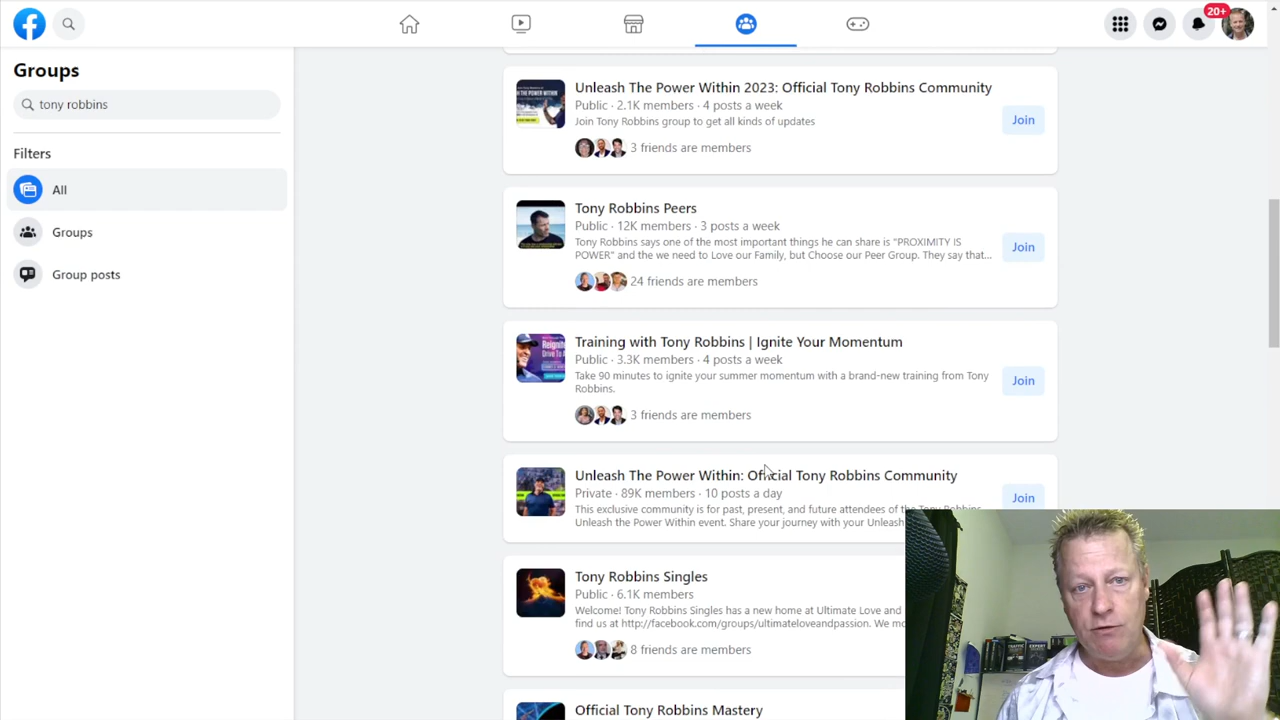 20+
Groups
tony robbins
Filters
All
Groups
Group posts
Unleash The Power Within 2023: Official Tony Robbins Community
Public · 2.1K members · 4 posts a week
Join Tony Robbins group to get all kinds of updates
3 friends are members
Join
Tony Robbins Peers
Public · 12K members · 3 posts a week
Tony Robbins says one of the most important things he can share is "PROXIMITY IS
POWER" and the we need to Love our Family, but Choose our Peer Group. They say that...
24 friends are members
Join
Training with Tony Robbins | Ignite Your Momentum
Public · 3.3K members · 4 posts a week
Take 90 minutes to ignite your summer momentum with a brand-new training from Tony
Robbins.
3 friends are members
Join
Unleash The Power Within: Official Tony Robbins Community
Private · 89K members · 10 posts a day
This exclusive community is for past, present, and future attendees of the Tony Robbins
Unleash the Power Within event. Share your journey with your Unleash
Join
Tony Robbins Singles
Public · 6.1K members
Welcome! Tony Robbins Singles has a new home at Ultimate Love and
find us at http://facebook.com/groups/ultimateloveandpassion. We mo
8 friends are members
Official Tony Robbins Mastery